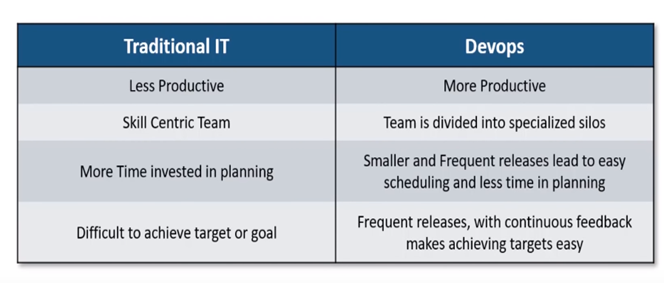 Traditional IT
Devops
Less Productive
More Productive
Skill Centric Team
Team is divided into specialized silos
More Time invested in planning
Smaller and Frequent releases lead to easy
scheduling and less time in planning
Difficult to achieve target or goal
Frequent releases, with continuous feedback
makes achieving targets easy